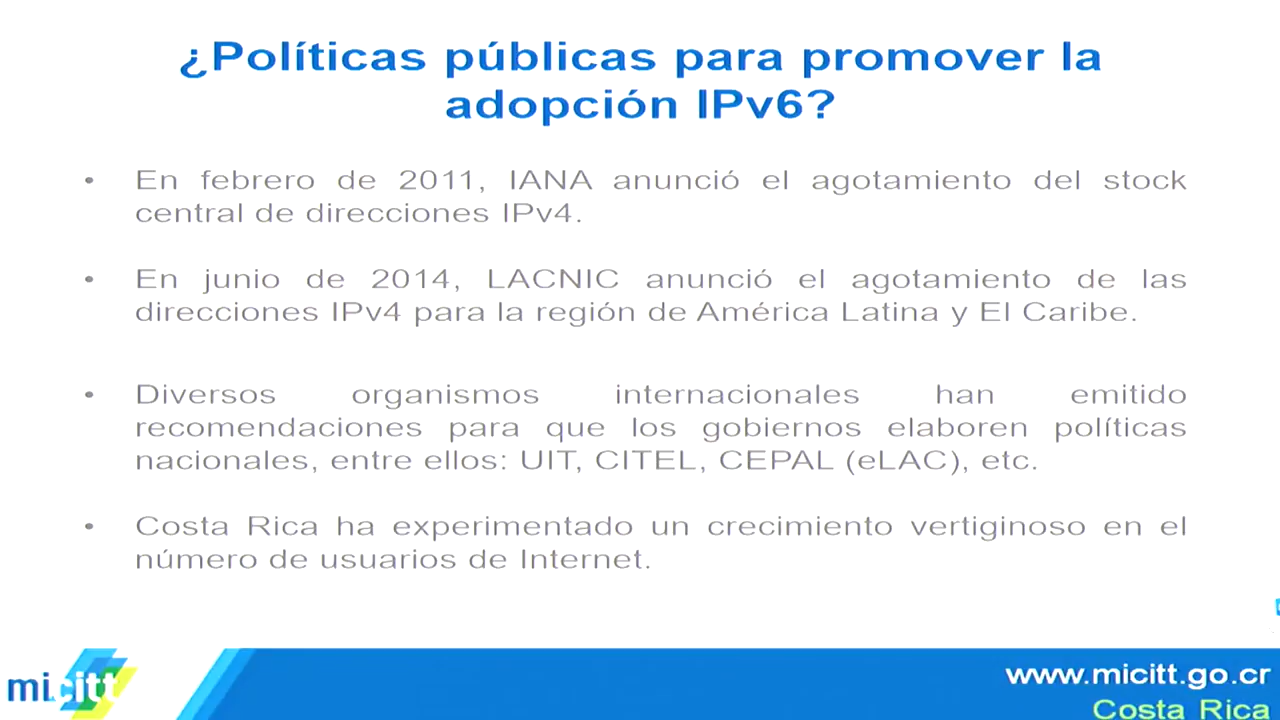 ¿Políticas públicas para promover la
adopción IPv6?
• En febrero de 2011, IANA anunció el agotamiento del stock
central de direcciones IPv4.
• En junio de 2014, LACNIC anunció el agotamiento de las
direcciones IPv4 para la región de América Latina y El Caribe.
• Diversos organismos internacionales han emitido
recomendaciones para que los gobiernos elaboren políticas
nacionales, entre ellos: UIT, CITEL, CEPAL (eLAC), etc.
• Costa Rica ha experimentado un crecimiento vertiginoso en el
número de usuarios de Internet.
micitt
www.micitt.go.cr
Costa Rica